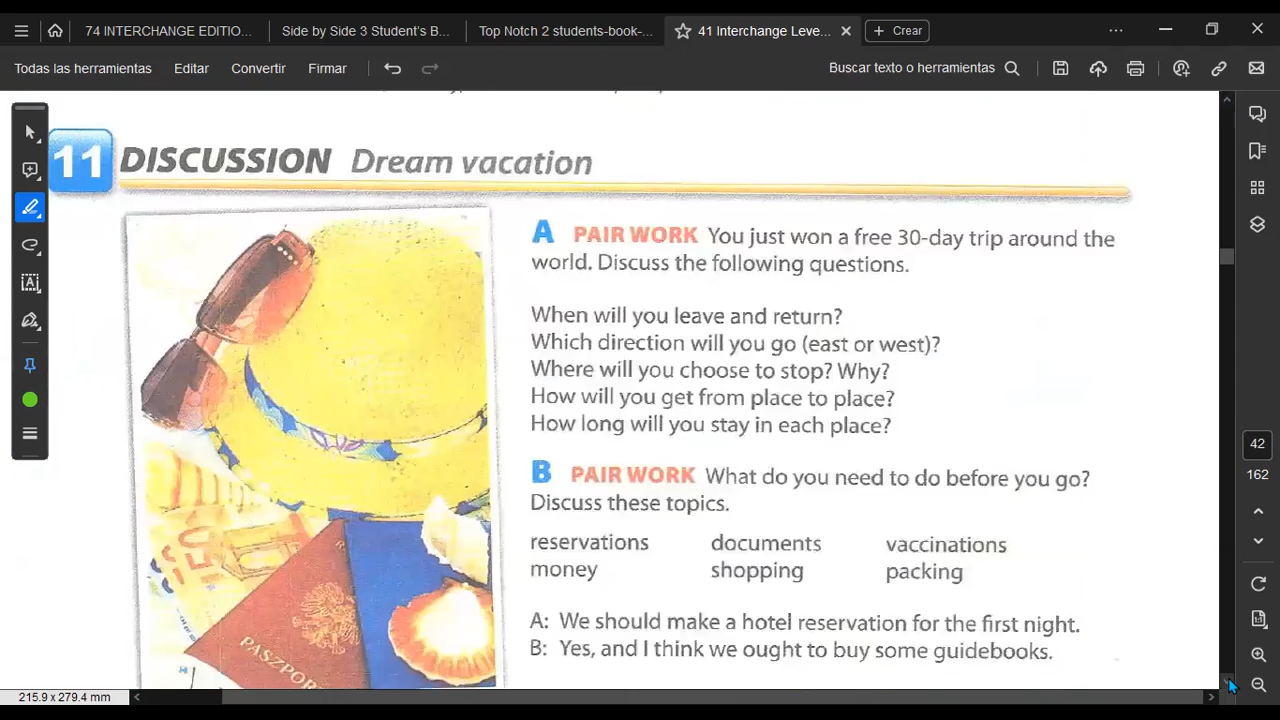 74 INTERCHANGE EDITIO...
Side by Side 3 Student's B...
Top Notch 2 students-book-...
41 Interchange Leve...
Crear
Todas las herramientas
Editar
Convertir
Firmar
Buscar texto o herramientas
11 DISCUSSION Dream vacation
A PAIR WORK You just won a free 30-day trip around the
world. Discuss the following questions.
When will you leave and return?
Which direction will you go (east or west)?
Where will you choose to stop? Why?
How will you get from place to place?
How long will you stay in each place?
B PAIR WORK What do you need to do before you go?
Discuss these topics.
reservations documents vaccinations
money shopping packing
A: We should make a hotel reservation for the first night.
B: Yes, and I think we ought to buy some guidebooks.
PASZPOR
42
162
215.9 x 279.4 mm